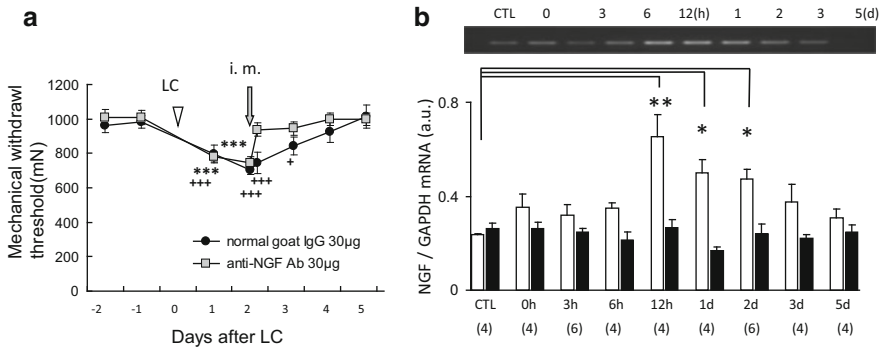 a
LC
i. m.
Mechanical withdrawl
threshold(mN)
1200
1000
800
600
400
200
0
***
+++
***
+++
+++
+
normal goat IgG 30μg
anti-NGF Ab 30μg
-2 -1 0 1 2 3 4 5
Days after LC
b
CTL 0 3 6 12(h) 1 2 3 5(d)
NGF / GAPDH mRNA (a.u.)
0.8
0.4
0
** * *
CTL 0h 3h 6h 12h 1d 2d 3d 5d
(4) (4) (6) (4) (4) (4) (6) (4) (4)